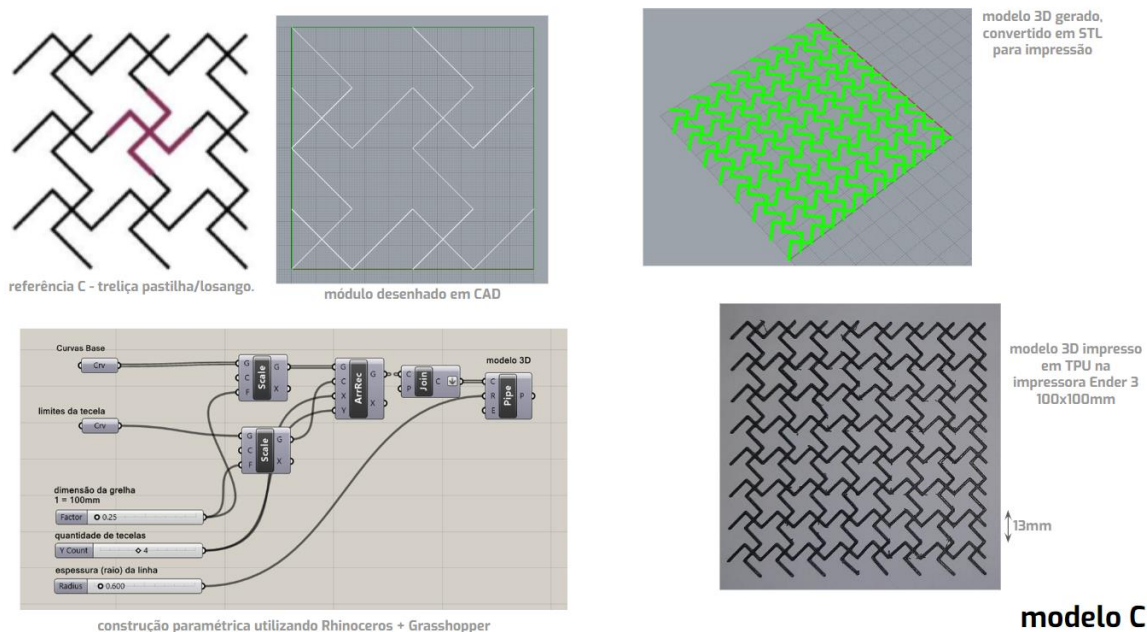 referência C - treliça pastilha/losango.
módulo desenhado em CAD
modelo 3D gerado,
convertido em STL
para impressão
Curvas Base
Crv
limites da tecela
Crv
G
C
F
Scale
G
X
G
C
F
Scale
G
X
G
C
X
Y
ArrRec
G
X
C
P
Join
C
modelo 3D
C
R
E
Pipe
P
dimensão da grelha
1 = 100mm
Factor 0.25
quantidade de tecelas
Y Count 4
espessura (raio) da linha
Radius 0.600
construção paramétrica utilizando Rhinoceros + Grasshopper
modelo 3D impresso
em TPU na
impressora Ender 3
100x100mm
13mm
modelo C